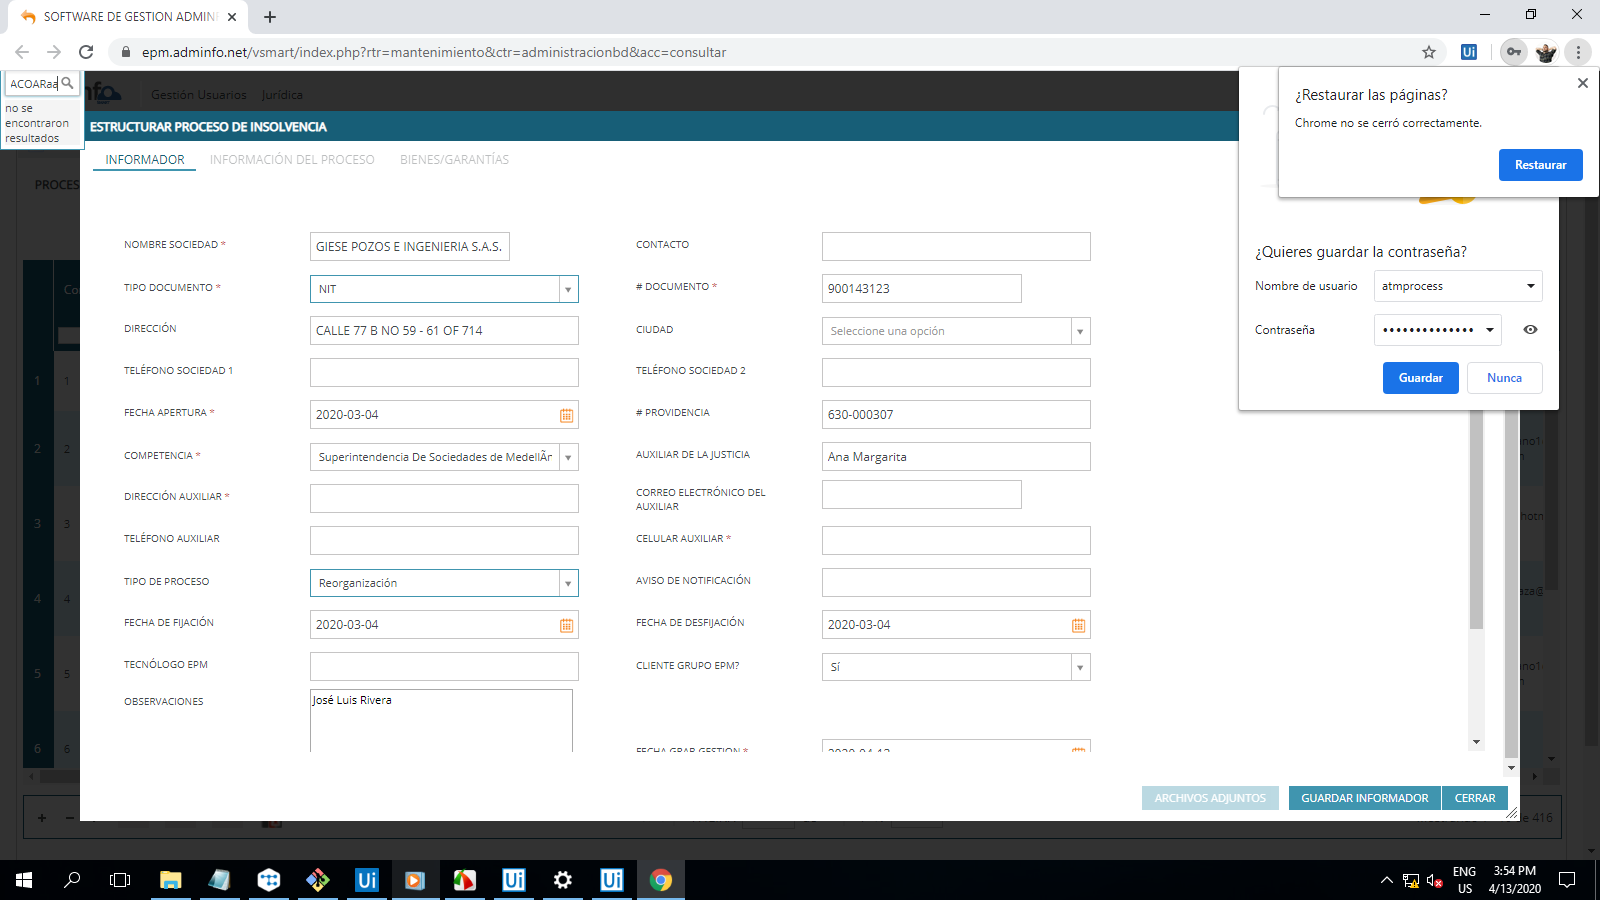 SOFTWARE DE GESTION ADMIN
epm.adminfo.net/vsmart/index.php?rtr=mantenimiento&ctr=administracionbd&acc=consultar
ACOARaa
no se
encontraron
resultados
Gestión Usuarios
Jurídica
ESTRUCTURAR PROCESO DE INSOLVENCIA
INFORMADOR
INFORMACIÓN DEL PROCESO
BIENES/GARANTÍAS
¿Restaurar las páginas?
Chrome no se cerró correctamente.
Restaurar
¿Quieres guardar la contraseña?
Nombre de usuario
atmprocess
Contraseña
••••••••••••••
Guardar
Nunca
PROCES
Co
1 1
2 2
3 3
4 4
5 5
6 6
NOMBRE SOCIEDAD *
GIESE POZOS E INGENIERIA S.A.S.
CONTACTO
TIPO DOCUMENTO *
NIT
# DOCUMENTO *
900143123
DIRECCIÓN
CALLE 77 B NO 59 - 61 OF 714
CIUDAD
Seleccione una opción
TELÉFONO SOCIEDAD 1
TELÉFONO SOCIEDAD 2
FECHA APERTURA *
2020-03-04
# PROVIDENCIA
630-000307
COMPETENCIA *
Superintendencia De Sociedades de MedellÃr
AUXILIAR DE LA JUSTICIA
Ana Margarita
DIRECCIÓN AUXILIAR *
CORREO ELECTRÓNICO DEL
AUXILIAR
TELÉFONO AUXILIAR
CELULAR AUXILIAR *
TIPO DE PROCESO
Reorganización
AVISO DE NOTIFICACIÓN
FECHA DE FIJACIÓN
2020-03-04
FECHA DE DESFIJACIÓN
2020-03-04
TECNÓLOGO EPM
CLIENTE GRUPO EPM?
Sí
OBSERVACIONES
José Luis Rivera
FECHA GRAB GESTION *
2020-04-13
ARCHIVOS ADJUNTOS
GUARDAR INFORMADOR
CERRAR
de 416
ENG
US
3:54 PM
4/13/2020